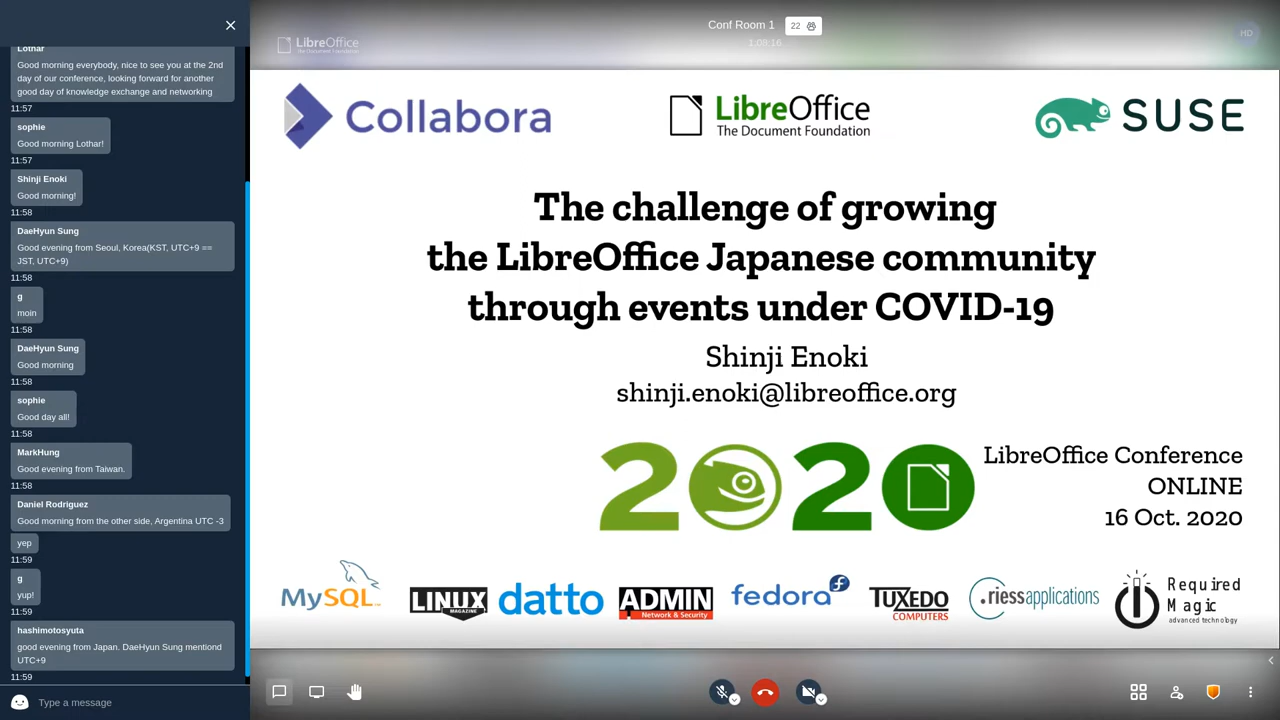 Lothar
Good morning everybody, nice to see you at the 2nd
day of our conference, looking forward for another
good day of knowledge exchange and networking
11:57
sophie
Good morning Lothar!
11:57
Shinji Enoki
Good morning!
11:58
DaeHyun Sung
Good evening from Seoul, Korea(KST, UTC+9 ==
JST, UTC+9)
11:58
g
moin
11:58
DaeHyun Sung
Good morning
11:58
sophie
Good day all!
11:58
MarkHung
Good evening from Taiwan.
11:58
Daniel Rodriguez
Good morning from the other side, Argentina UTC -3
yep
11:59
g
yup!
11:59
hashimotosyuta
good evening from Japan. DaeHyun Sung mentiond
UTC+9
11:59
Type a message
Conf Room 1 22
1:08:16
LibreOffice
The Document Foundation
HD
Collabora
LibreOffice
The Document Foundation
SUSE
The challenge of growing
the LibreOffice Japanese community
through events under COVID-19
Shinji Enoki
shinji.enoki@libreoffice.org
2020
LibreOffice Conference
ONLINE
16 Oct. 2020
MySQL
LINUX
MAGAZINE
datto
ADMIN
Network & Security
fedora
TUXEDO
COMPUTERS
.riessapplications
Required
Magic
advanced technology